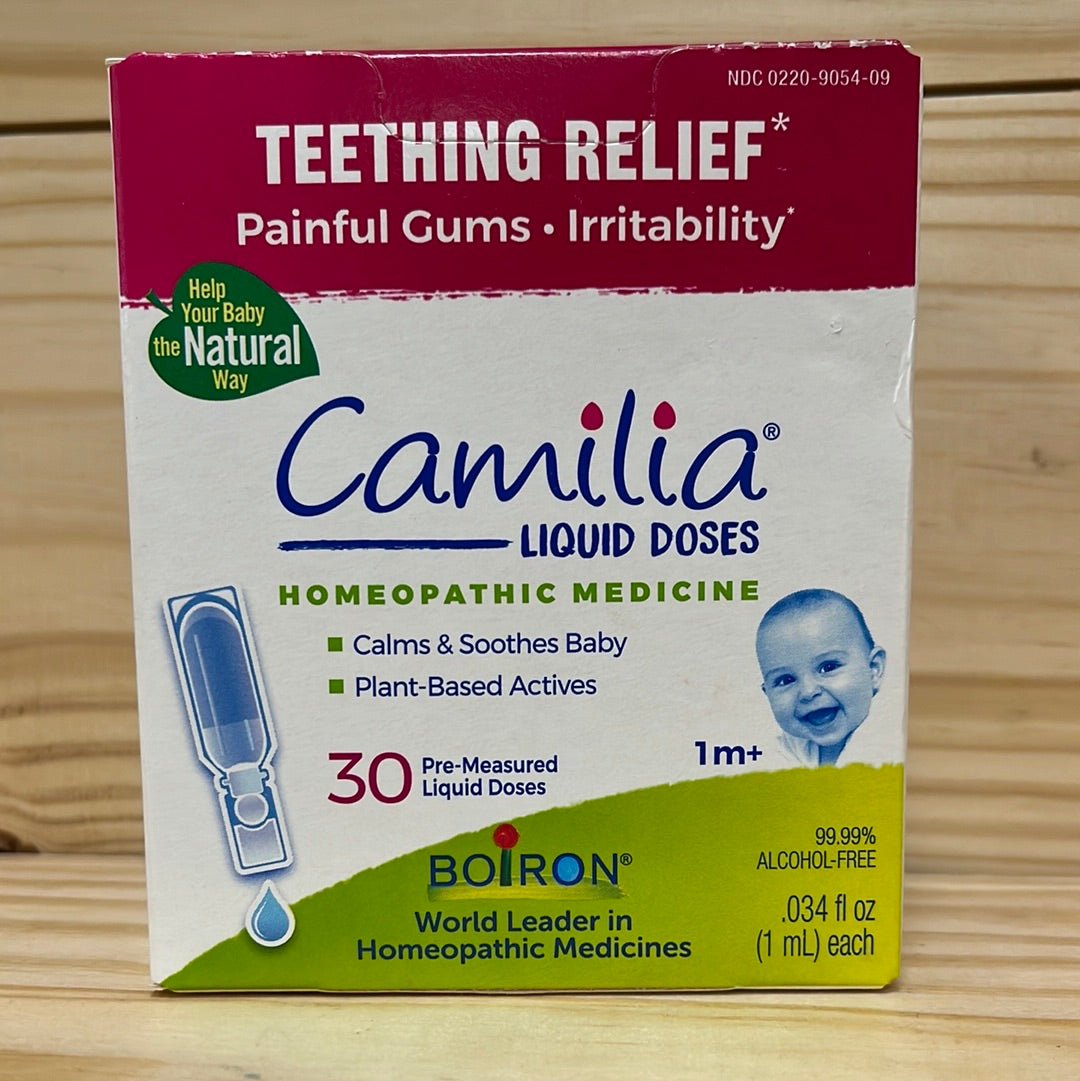 NDC 0220-9054-09
TEETHING RELIEF*
Painful Gums • Irritability*
Help
Your Baby
the Natural
Way
Camilia®
LIQUID DOSES
HOMEOPATHIC MEDICINE
Calms & Soothes Baby
Plant-Based Actives
30 Pre-Measured
Liquid Doses
1m+
BOIRON®
World Leader in
Homeopathic Medicines
99.99%
ALCOHOL-FREE
.034 fl oz
(1 mL) each